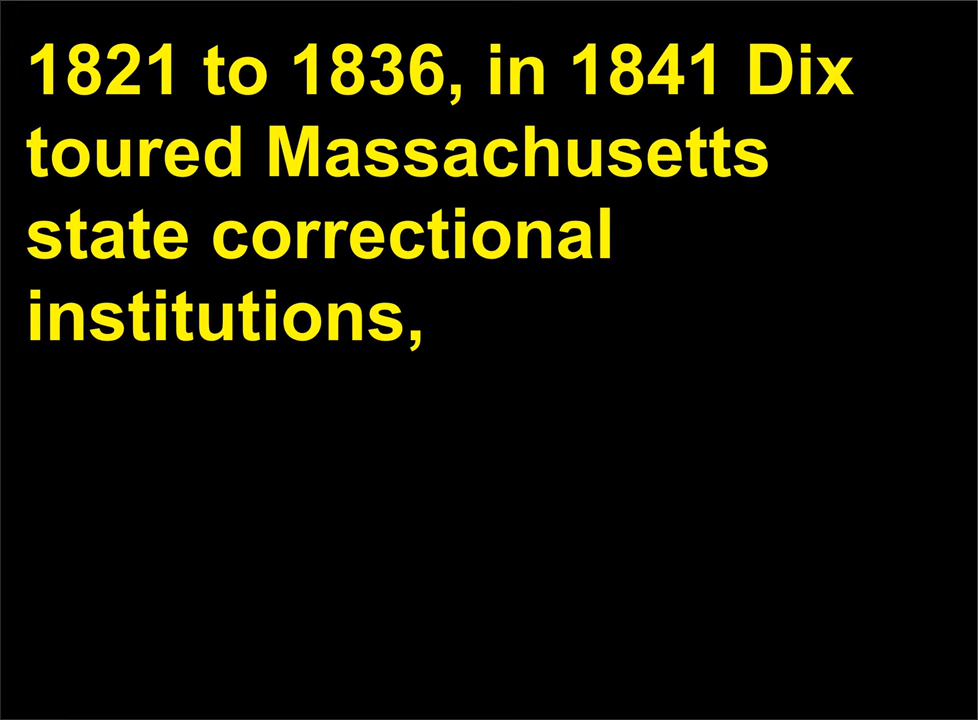 1821 to 1836, in 1841 Dix
toured Massachusetts
state correctional
institutions,